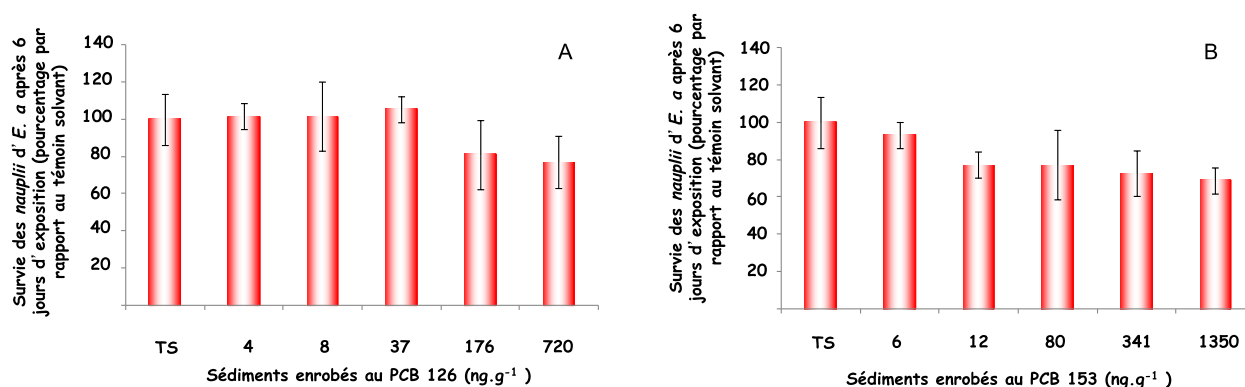 Survie des nauplii d' E. a après 6
jours d' exposition (pourcentage par
rapport au témoin solvant)
140
120
100
80
60
40
20
A
TS 4 8 37 176 720
Sédiments enrobés au PCB 126 (ng.g-1 )
Survie des nauplii d' E. a après 6
jours d' exposition (pourcentage par
rapport au témoin solvant)
140
120
100
80
60
40
20
B
TS 6 12 80 341 1350
Sédiments enrobés au PCB 153 (ng.g-1 )